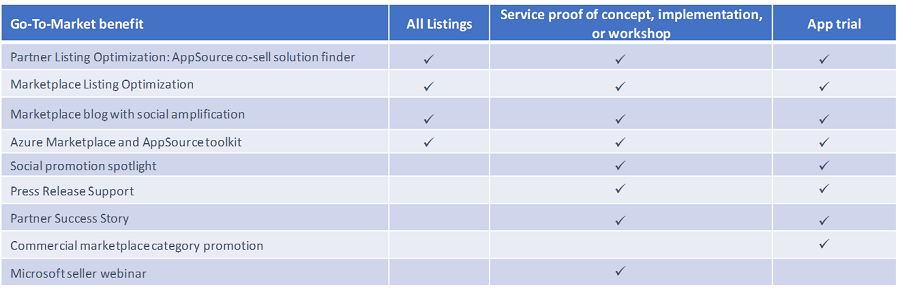 Go-To-Market benefit All Listings Service proof of concept, implementation, or workshop App trial
Partner Listing Optimization: AppSource co-sell solution finder ✓ ✓ ✓
Marketplace Listing Optimization ✓ ✓ ✓
Marketplace blog with social amplification ✓ ✓ ✓
Azure Marketplace and AppSource toolkit ✓ ✓ ✓
Social promotion spotlight ✓ ✓
Press Release Support ✓ ✓
Partner Success Story ✓ ✓
Commercial marketplace category promotion ✓
Microsoft seller webinar ✓